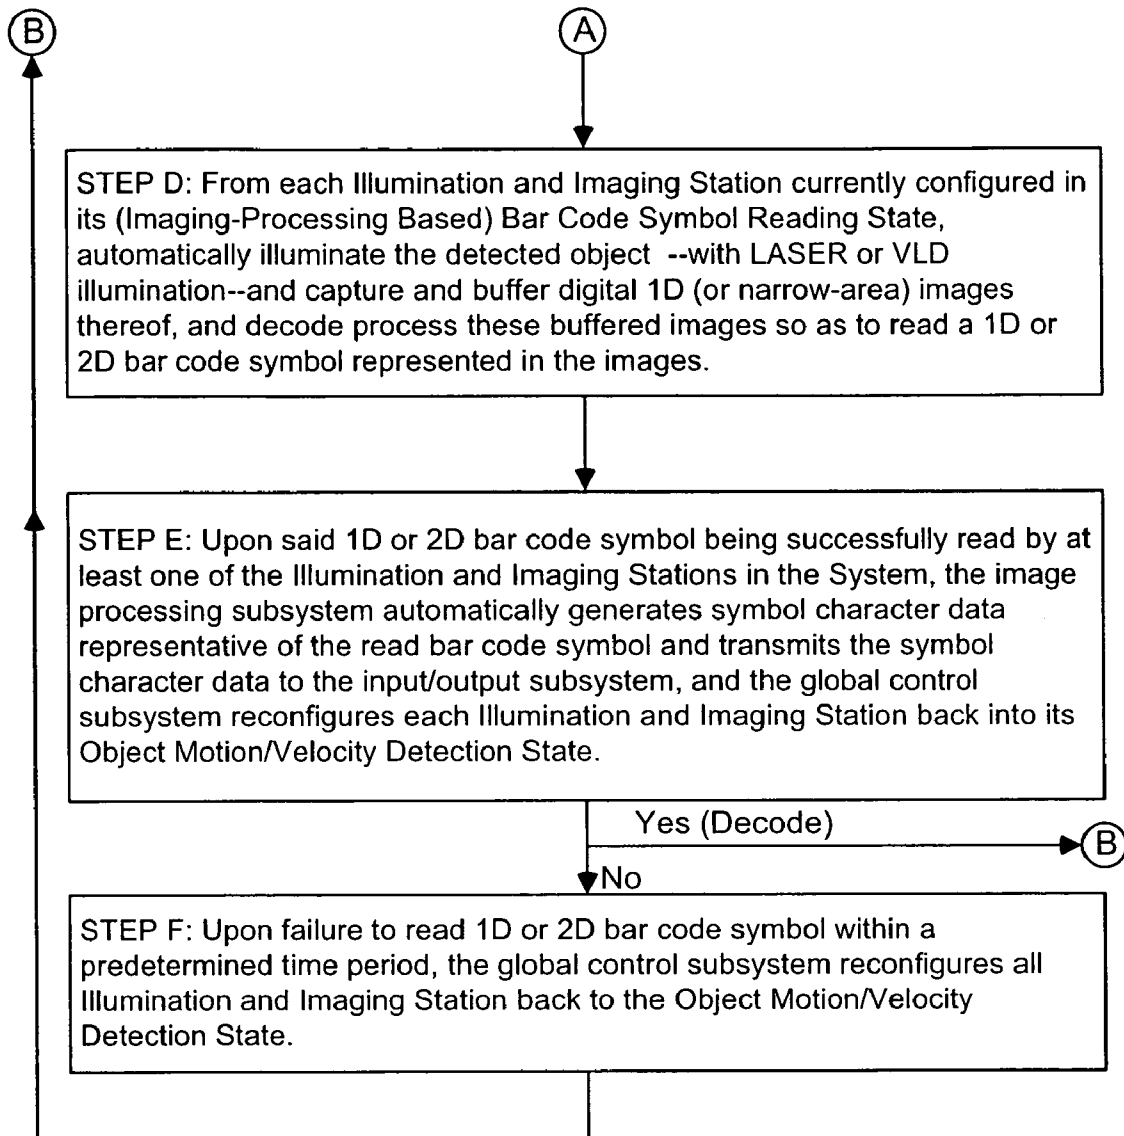 B
A
STEP D: From each Illumination and Imaging Station currently configured in
its (Imaging-Processing Based) Bar Code Symbol Reading State,
automatically illuminate the detected object --with LASER or VLD
illumination--and capture and buffer digital 1D (or narrow-area) images
thereof, and decode process these buffered images so as to read a 1D or
2D bar code symbol represented in the images.
STEP E: Upon said 1D or 2D bar code symbol being successfully read by at
least one of the Illumination and Imaging Stations in the System, the image
processing subsystem automatically generates symbol character data
representative of the read bar code symbol and transmits the symbol
character data to the input/output subsystem, and the global control
subsystem reconfigures each Illumination and Imaging Station back into its
Object Motion/Velocity Detection State.
Yes (Decode)
B
No
STEP F: Upon failure to read 1D or 2D bar code symbol within a
predetermined time period, the global control subsystem reconfigures all
Illumination and Imaging Station back to the Object Motion/Velocity
Detection State.